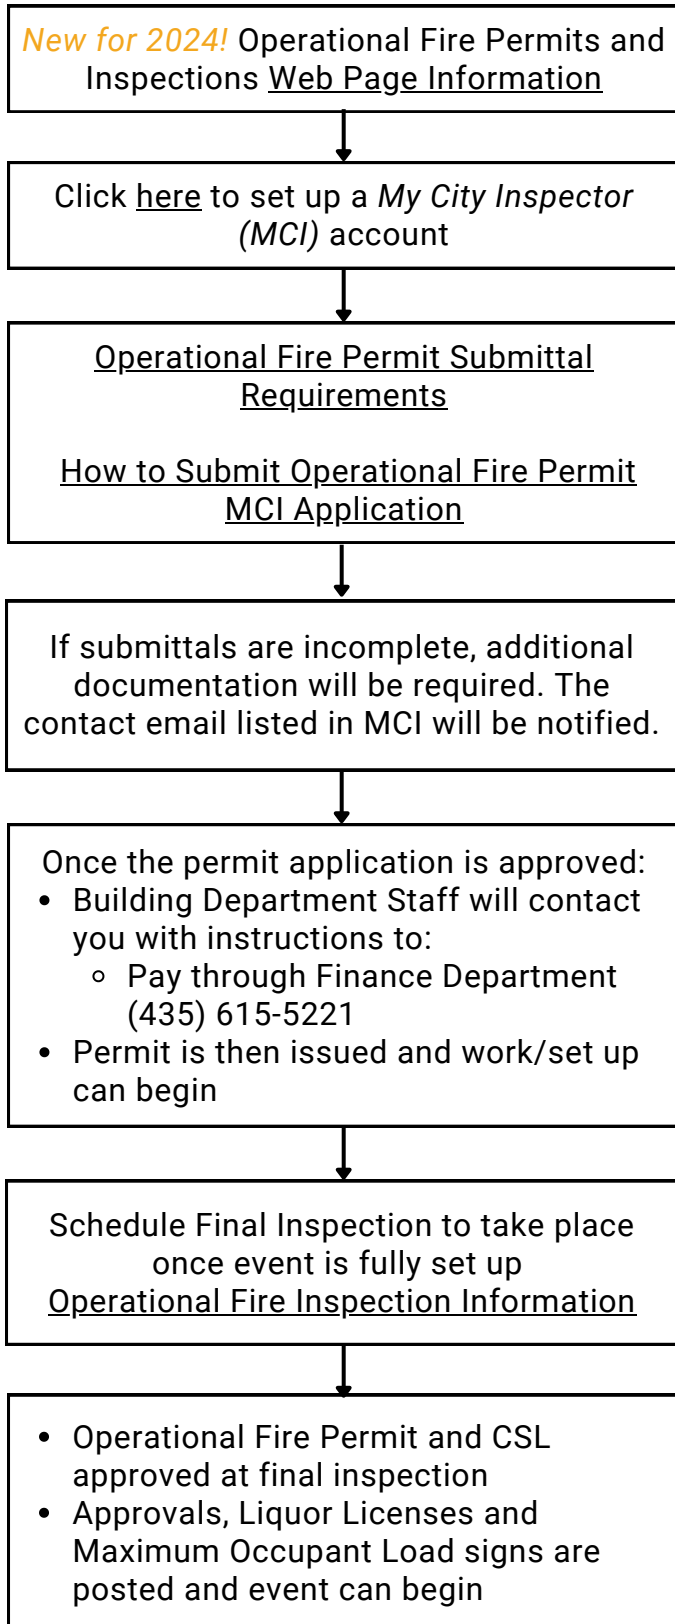 New for 2024! Operational Fire Permits and
Inspections Web Page Information
Click here to set up a My City Inspector
(MCI) account
Operational Fire Permit Submittal
Requirements
How to Submit Operational Fire Permit
MCI Application
If submittals are incomplete, additional
documentation will be required. The
contact email listed in MCI will be notified.
Once the permit application is approved:
• Building Department Staff will contact
you with instructions to:
◦ Pay through Finance Department
(435) 615-5221
• Permit is then issued and work/set up
can begin
Schedule Final Inspection to take place
once event is fully set up
Operational Fire Inspection Information
• Operational Fire Permit and CSL
approved at final inspection
• Approvals, Liquor Licenses and
Maximum Occupant Load signs are
posted and event can begin